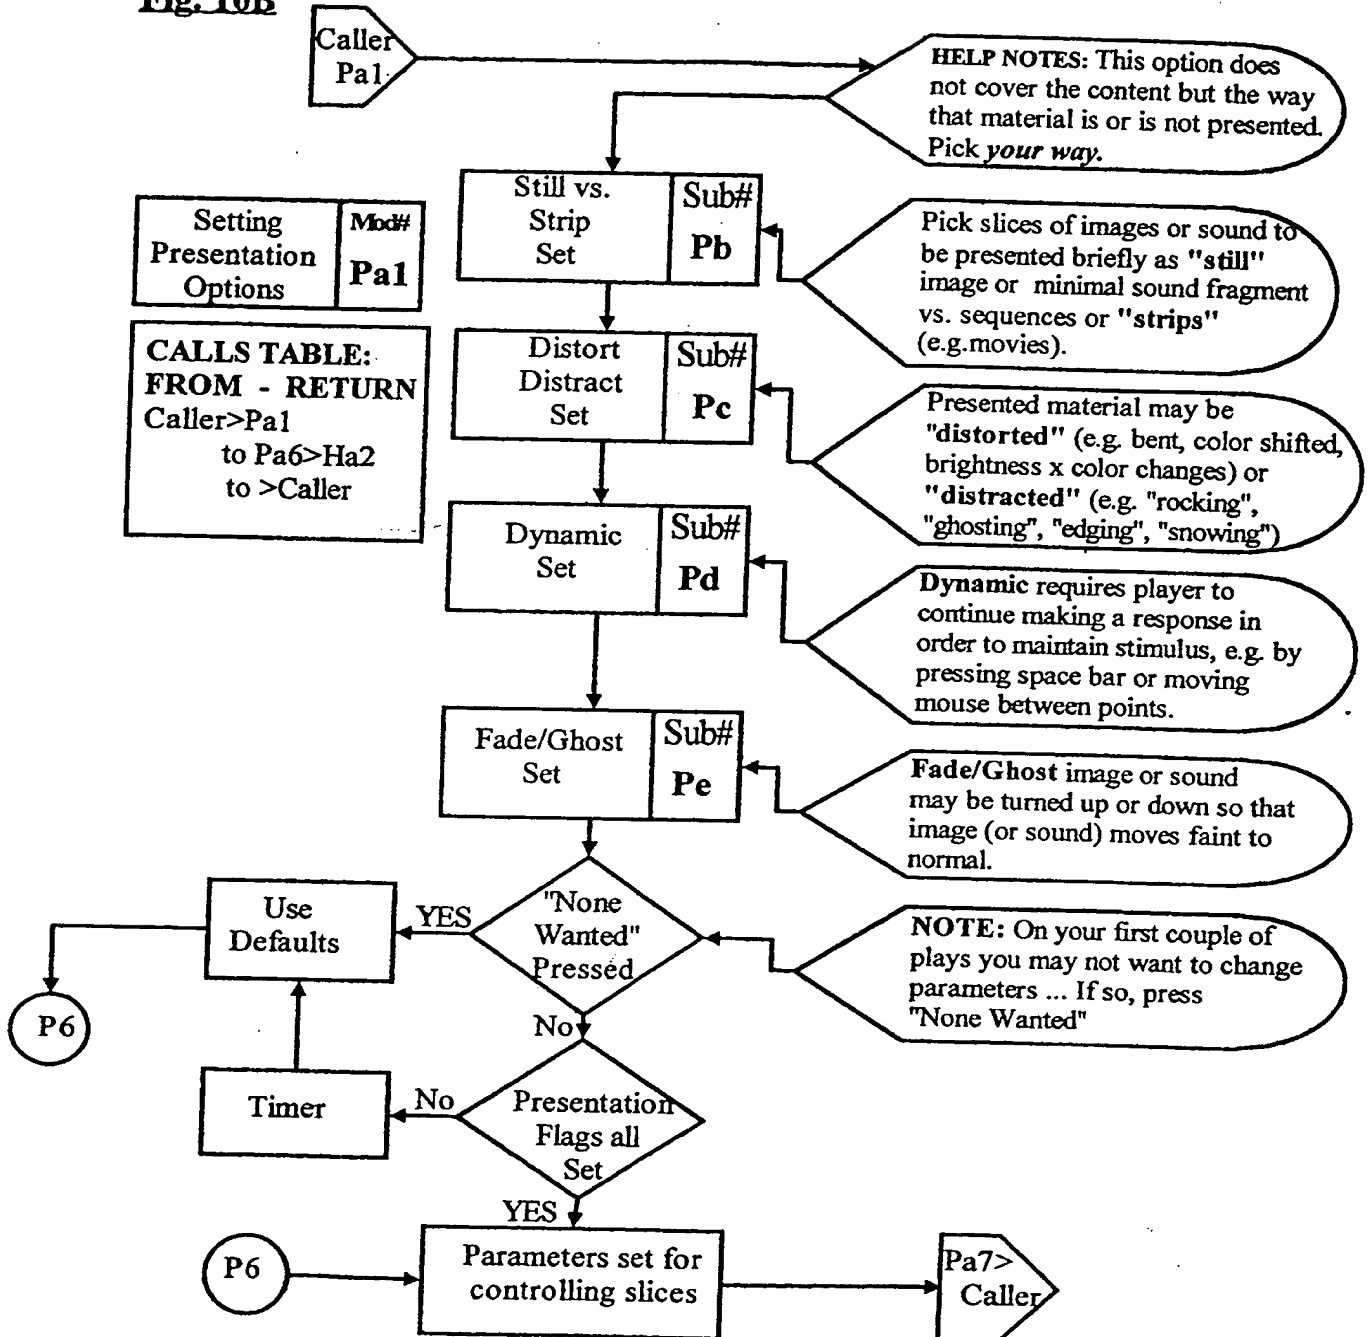 Fig. 10B
Caller
Pa1
HELP NOTES: This option does
not cover the content but the way
that material is or is not presented.
Pick your way.
Still vs.
Strip
Set
Sub#
Pb
Setting
Presentation
Options
Mod#
Pa1
Pick slices of images or sound to
be presented briefly as "still"
image or minimal sound fragment
vs. sequences or "strips"
(e.g.movies).
CALLS TABLE:
FROM - RETURN
Caller>Pa1
to Pa6>Ha2
to >Caller
Distort
Distract
Set
Sub#
Pc
Presented material may be
"distorted" (e.g. bent, color shifted,
brightness x color changes) or
"distracted" (e.g. "rocking",
"ghosting", "edging", "snowing")
Dynamic
Set
Sub#
Pd
Dynamic requires player to
continue making a response in
order to maintain stimulus, e.g. by
pressing space bar or moving
mouse between points.
Fade/Ghost
Set
Sub#
Pe
Fade/Ghost image or sound
may be turned up or down so that
image (or sound) moves faint to
normal.
Use
Defaults
YES
"None
Wanted"
Pressed
NOTE: On your first couple of
plays you may not want to change
parameters ... If so, press
"None Wanted"
P6
No
Timer
No
Presentation
Flags all
Set
YES
P6
Parameters set for
controlling slices
Pa7>
Caller